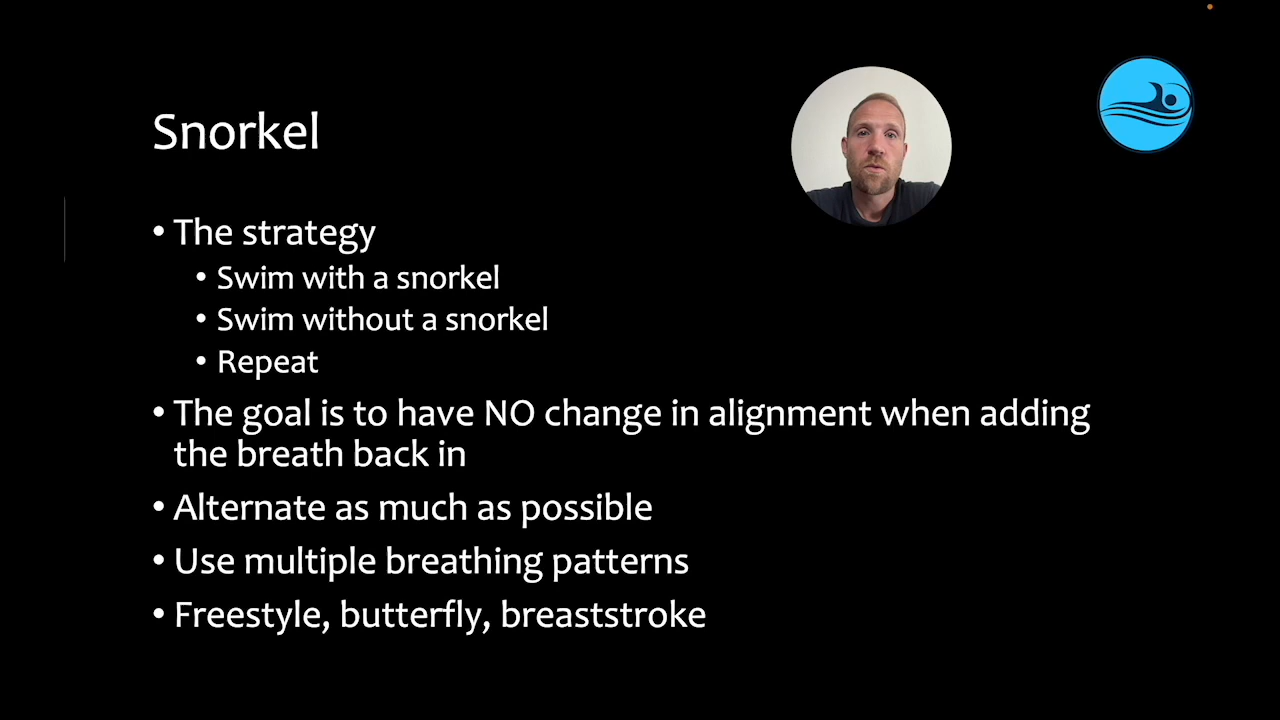 Snorkel
• The strategy
• Swim with a snorkel
• Swim without a snorkel
• Repeat
• The goal is to have NO change in alignment when adding
the breath back in
• Alternate as much as possible
• Use multiple breathing patterns
• Freestyle, butterfly, breaststroke